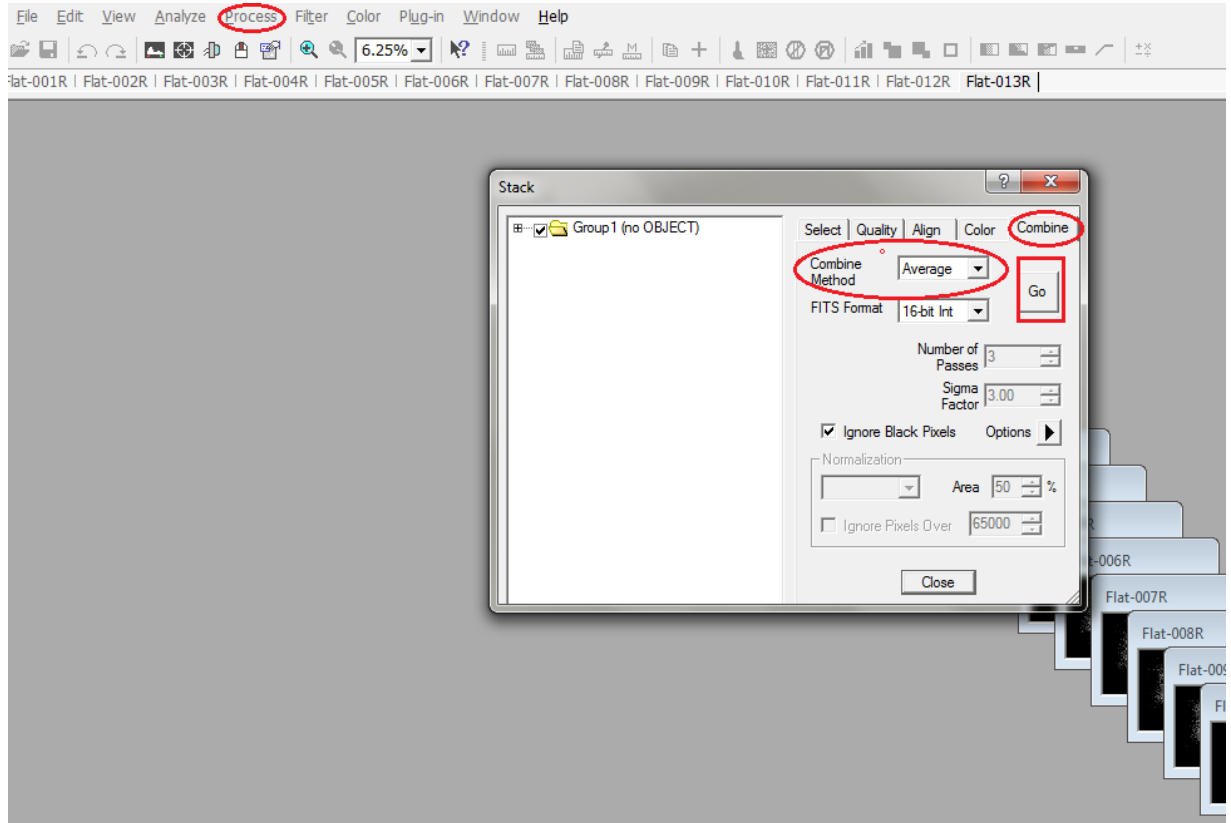 File Edit View Analyze Process Filter Color Plug-in Window Help
6.25%
Flat-001R | Flat-002R | Flat-003R | Flat-004R | Flat-005R | Flat-006R | Flat-007R | Flat-008R | Flat-009R | Flat-010R | Flat-011R | Flat-012R Flat-013R
Stack
Group1 (no OBJECT)
Select Quality Align Color Combine
Combine
Method
Average
Go
FITS Format 16-bit Int
Number of
Passes
3
Sigma
Factor
3.00
Ignore Black Pixels Options
Normalization
Area 50 %
Ignore Pixels Over 65000
Close
t-006R
Flat-007R
Flat-008R
Flat-009
Fl